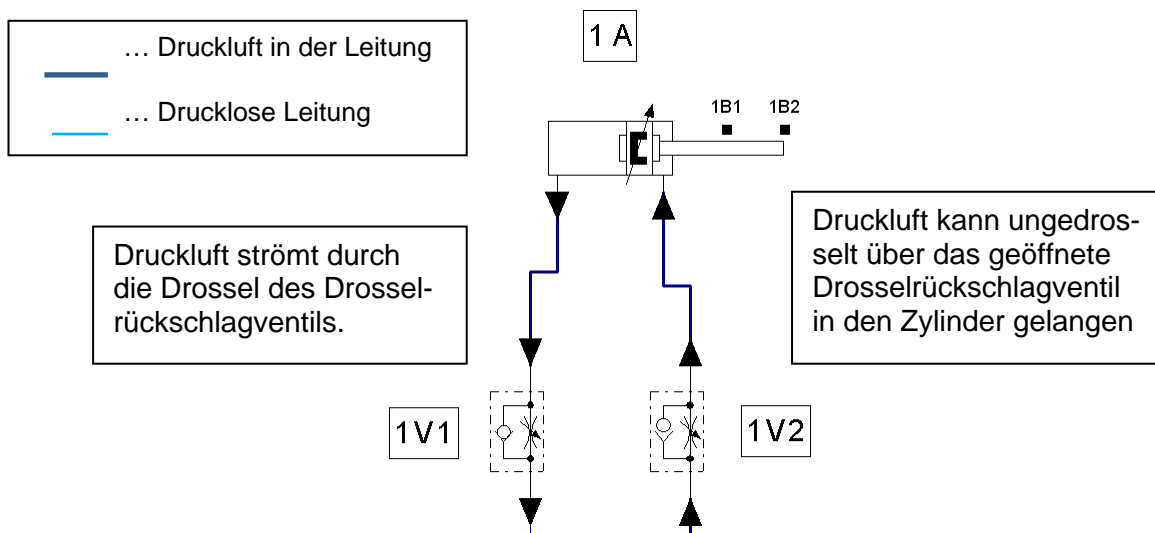 1 A
… Druckluft in der Leitung
… Drucklose Leitung
1B1 1B2
Druckluft strömt durch
die Drossel des Drossel-
rückschlagventils.
Druckluft kann ungedros-
selt über das geöffnete
Drosselrückschlagventil
in den Zylinder gelangen
1V1
1V2